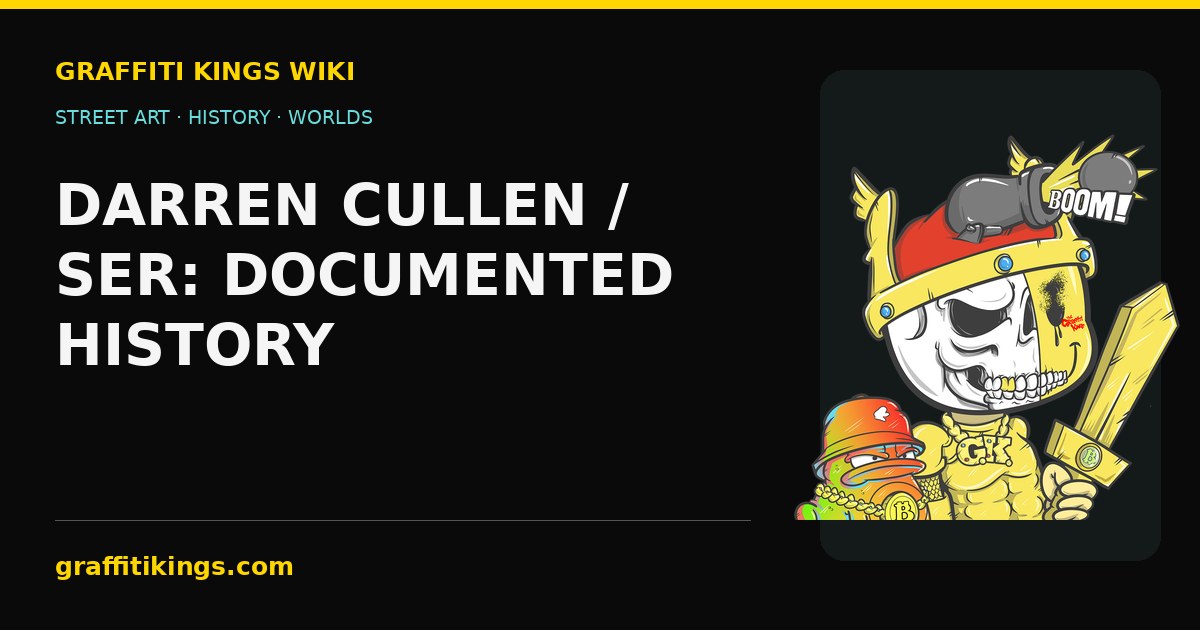 GRAFFITI KINGS WIKI
STREET ART · HISTORY · WORLDS
DARREN CULLEN /
SER: DOCUMENTED
HISTORY
graffitikings.com
BOOM!
GK